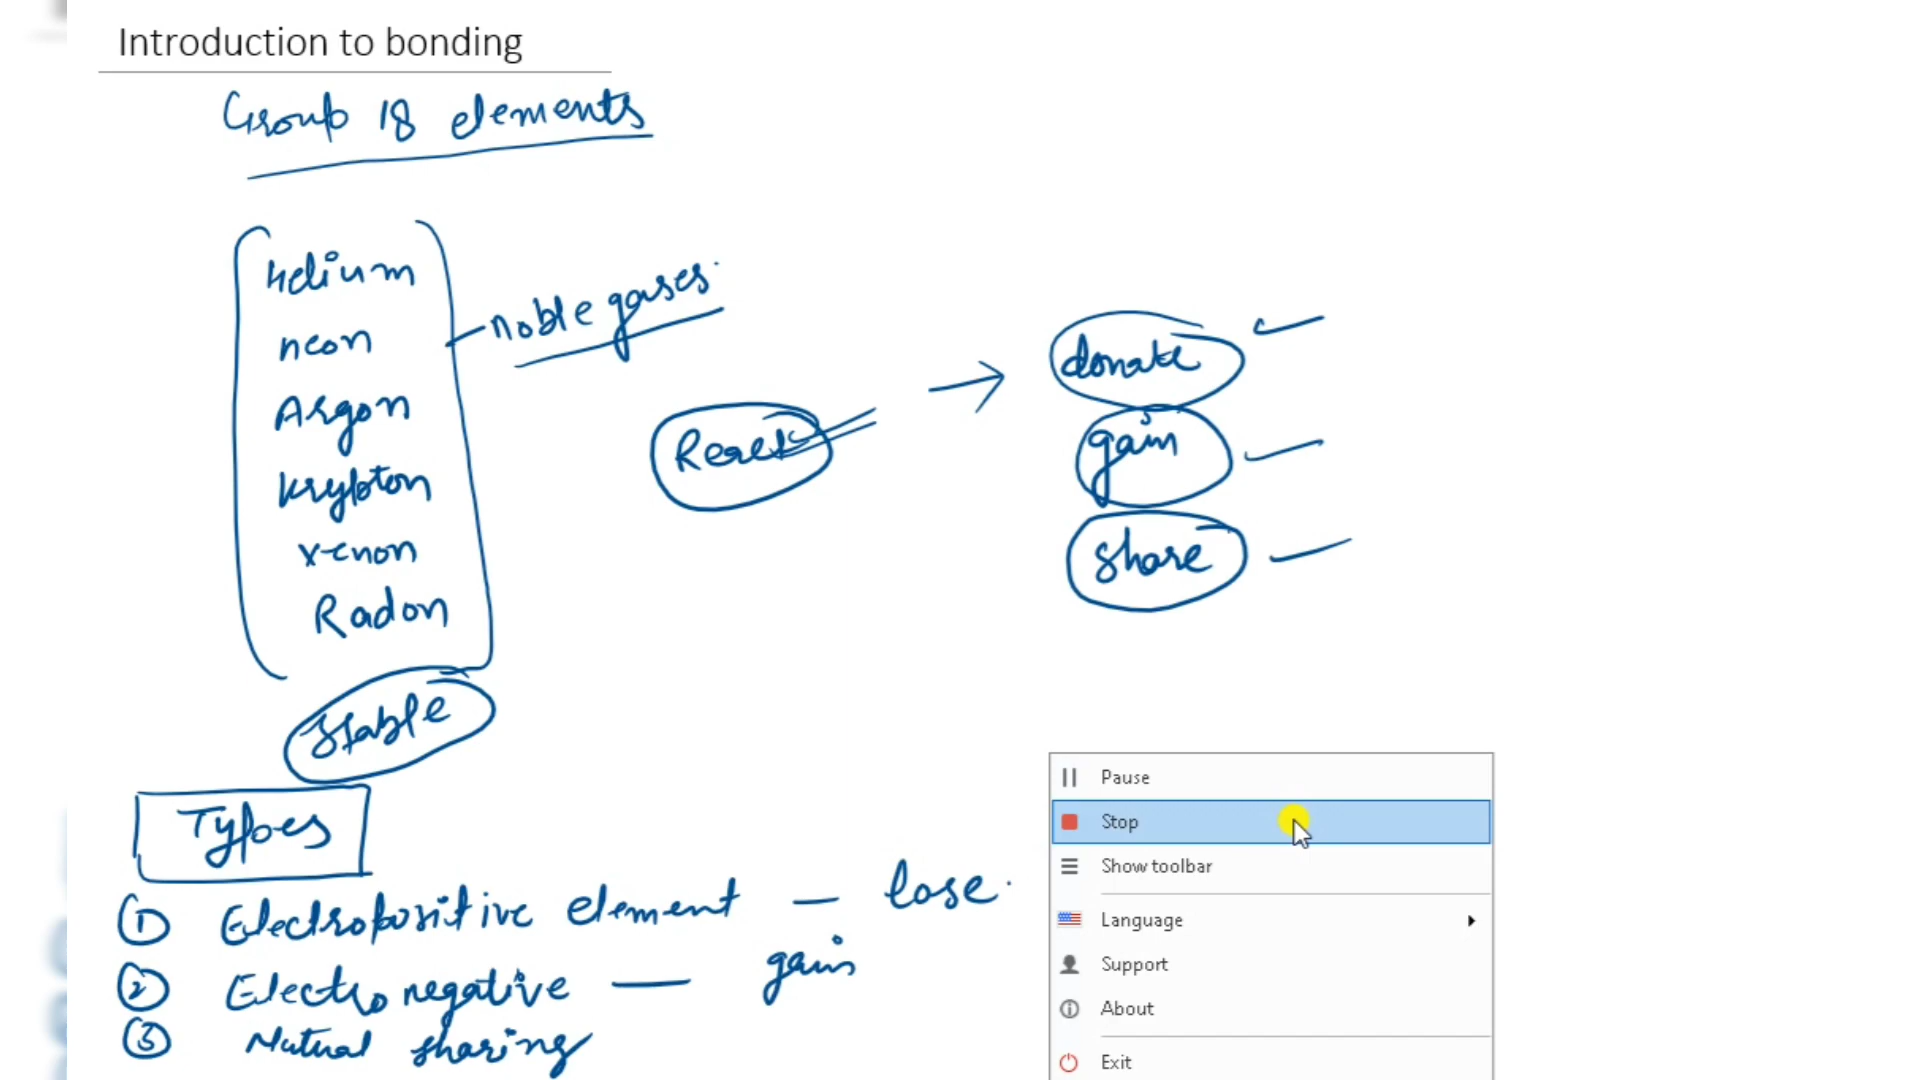 Introduction to bonding
Group 18 elements
Helium
neon
Argon
Krypton
xenon
Radon
noble gases.
Stable
React
donate
gain
share
Types
① Electropositive element — lose.
② Electronegative — gain
③ Mutual sharing
Pause
Stop
Show toolbar
Language
Support
About
Exit